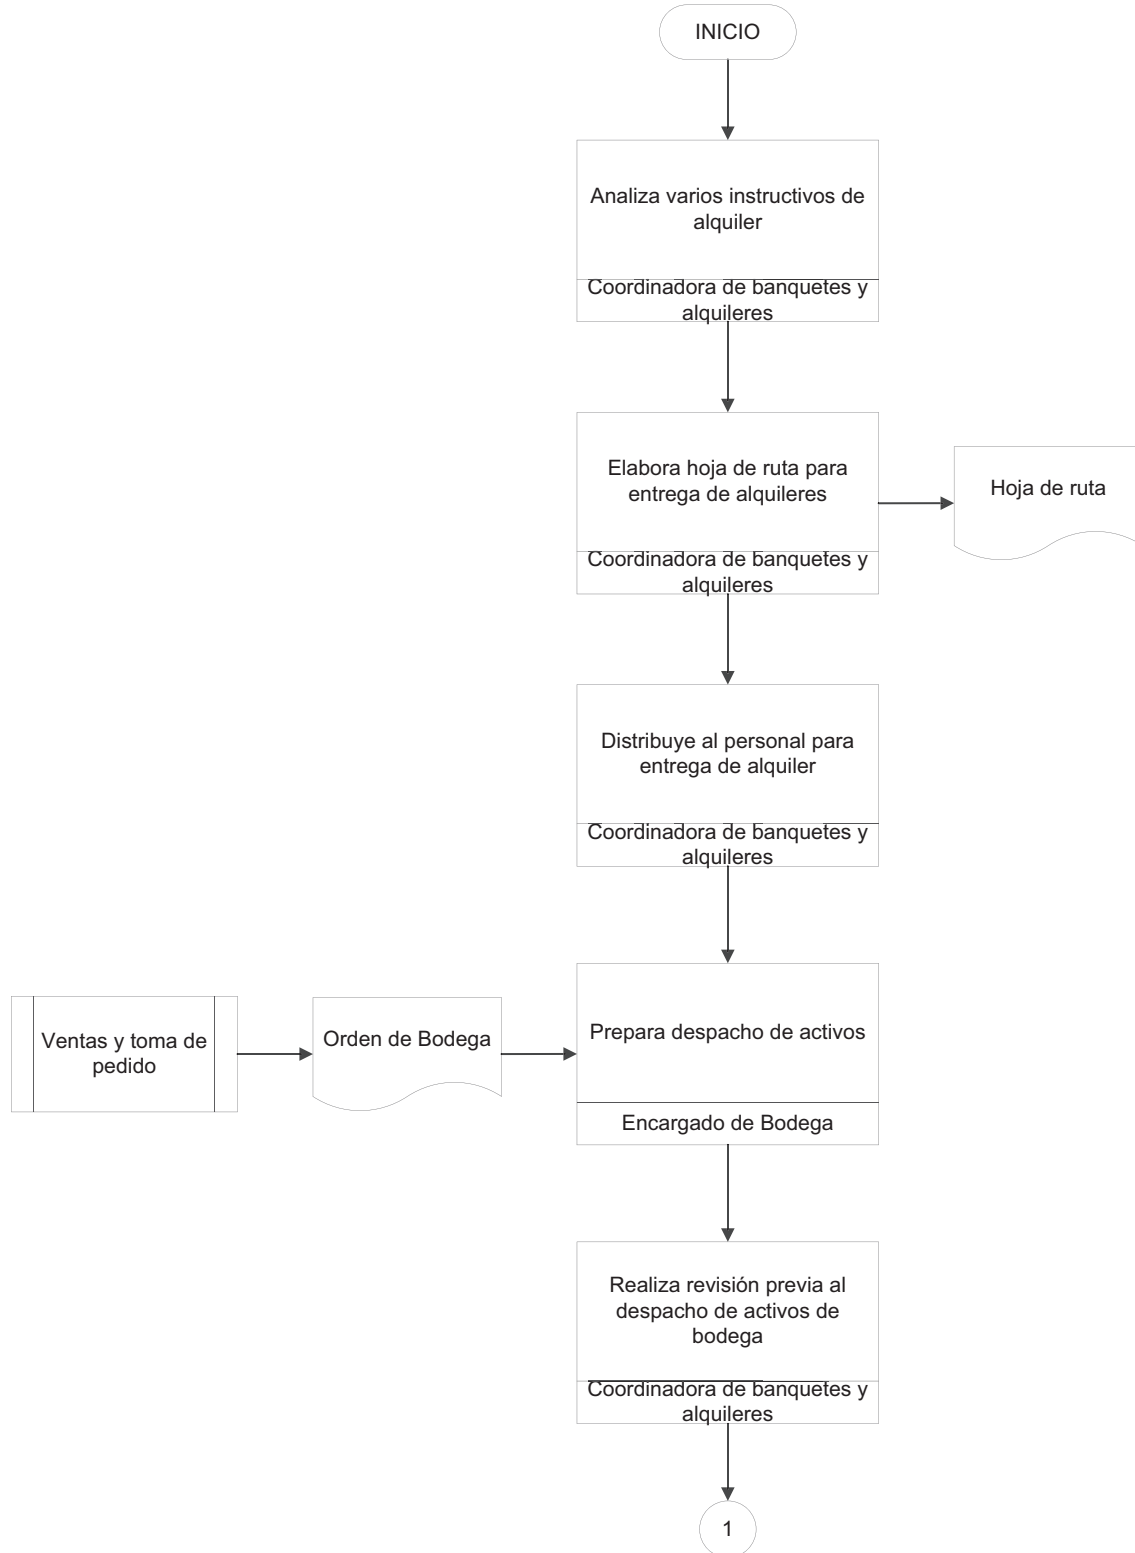 INICIO
Analiza varios instructivos de
alquiler
Coordinadora de banquetes y
alquileres
Elabora hoja de ruta para
entrega de alquileres
Coordinadora de banquetes y
alquileres
Hoja de ruta
Distribuye al personal para
entrega de alquiler
Coordinadora de banquetes y
alquileres
Ventas y toma de
pedido
Orden de Bodega
Prepara despacho de activos
Encargado de Bodega
Realiza revisión previa al
despacho de activos de
bodega
Coordinadora de banquetes y
alquileres
1